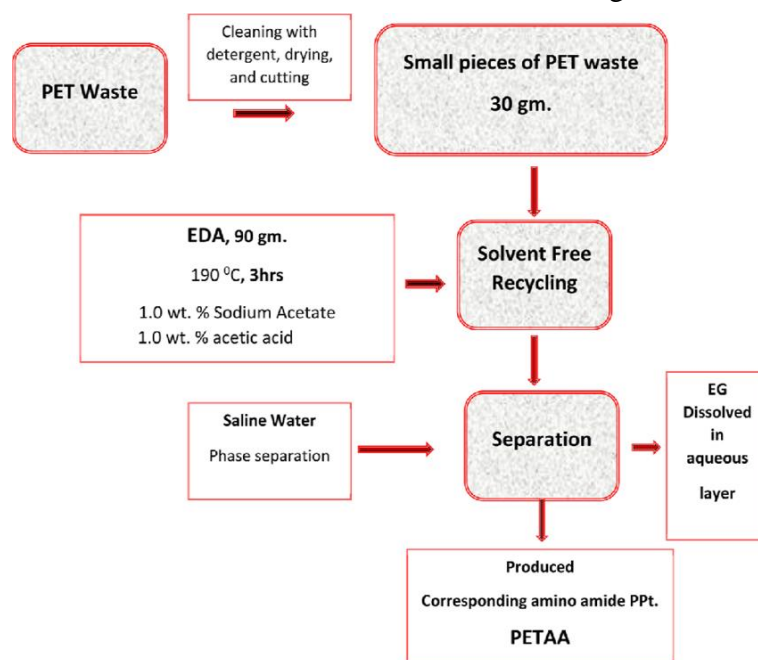 Cleaning with
detergent, drying,
and cutting
PET Waste
Small pieces of PET waste
30 gm.
EDA, 90 gm.
190 ⁰C, 3hrs
1.0 wt. % Sodium Acetate
1.0 wt. % acetic acid
Solvent Free
Recycling
Saline Water
Phase separation
Separation
EG
Dissolved
in
aqueous
layer
Produced
Corresponding amino amide PPt.
PETAA